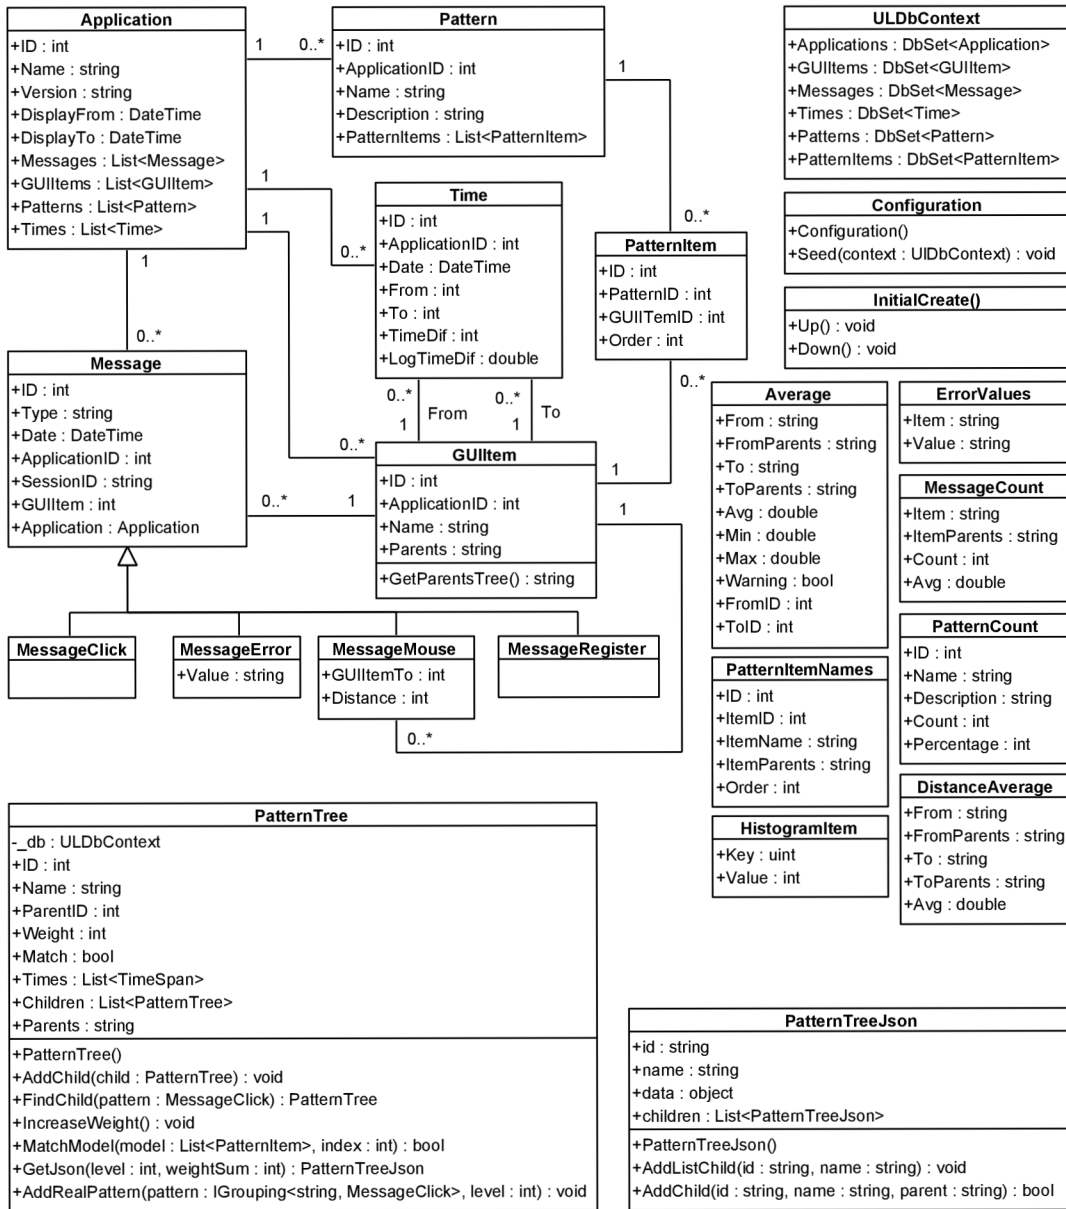 Application
+ID : int
+Name : string
+Version : string
+DisplayFrom : DateTime
+DisplayTo : DateTime
+Messages : List<Message>
+GUIItems : List<GUIItem>
+Patterns : List<Pattern>
+Times : List<Time>
1
0..*
Pattern
+ID : int
+ApplicationID : int
+Name : string
+Description : string
+PatternItems : List<PatternItem>
1
0..*
1
0..*
1
0..*
1
0..*
Time
+ID : int
+ApplicationID : int
+Date : DateTime
+From : int
+To : int
+TimeDif : int
+LogTimeDif : double
PatternItem
+ID : int
+PatternID : int
+GUIITemID : int
+Order : int
0..*
1
ULDbContext
+Applications : DbSet<Application>
+GUIItems : DbSet<GUIItem>
+Messages : DbSet<Message>
+Times : DbSet<Time>
+Patterns : DbSet<Pattern>
+PatternItems : DbSet<PatternItem>
Configuration
+Configuration()
+Seed(context : UlDbContext) : void
InitialCreate()
+Up() : void
+Down() : void
Message
+ID : int
+Type : string
+Date : DateTime
+ApplicationID : int
+SessionID : string
+GUIItem : int
+Application : Application
0..*
1
From
0..*
1
To
0..*
1
GUIItem
+ID : int
+ApplicationID : int
+Name : string
+Parents : string
+GetParentsTree() : string
1
0..*
MessageClick
MessageError
+Value : string
MessageMouse
+GUIItemTo : int
+Distance : int
MessageRegister
Average
+From : string
+FromParents : string
+To : string
+ToParents : string
+Avg : double
+Min : double
+Max : double
+Warning : bool
+FromID : int
+ToID : int
ErrorValues
+Item : string
+Value : string
MessageCount
+Item : string
+ItemParents : string
+Count : int
+Avg : double
PatternCount
+ID : int
+Name : string
+Description : string
+Count : int
+Percentage : int
PatternItemNames
+ID : int
+ItemID : int
+ItemName : string
+ItemParents : string
+Order : int
DistanceAverage
+From : string
+FromParents : string
+To : string
+ToParents : string
+Avg : double
HistogramItem
+Key : uint
+Value : int
PatternTree
-_db : ULDbContext
+ID : int
+Name : string
+ParentID : int
+Weight : int
+Match : bool
+Times : List<TimeSpan>
+Children : List<PatternTree>
+Parents : string
+PatternTree()
+AddChild(child : PatternTree) : void
+FindChild(pattern : MessageClick) : PatternTree
+IncreaseWeight() : void
+MatchModel(model : List<PatternItem>, index : int) : bool
+GetJson(level : int, weightSum : int) : PatternTreeJson
+AddRealPattern(pattern : IGrouping<string, MessageClick>, level : int) : void
PatternTreeJson
+id : string
+name : string
+data : object
+children : List<PatternTreeJson>
+PatternTreeJson()
+AddListChild(id : string, name : string) : void
+AddChild(id : string, name : string, parent : string) : bool